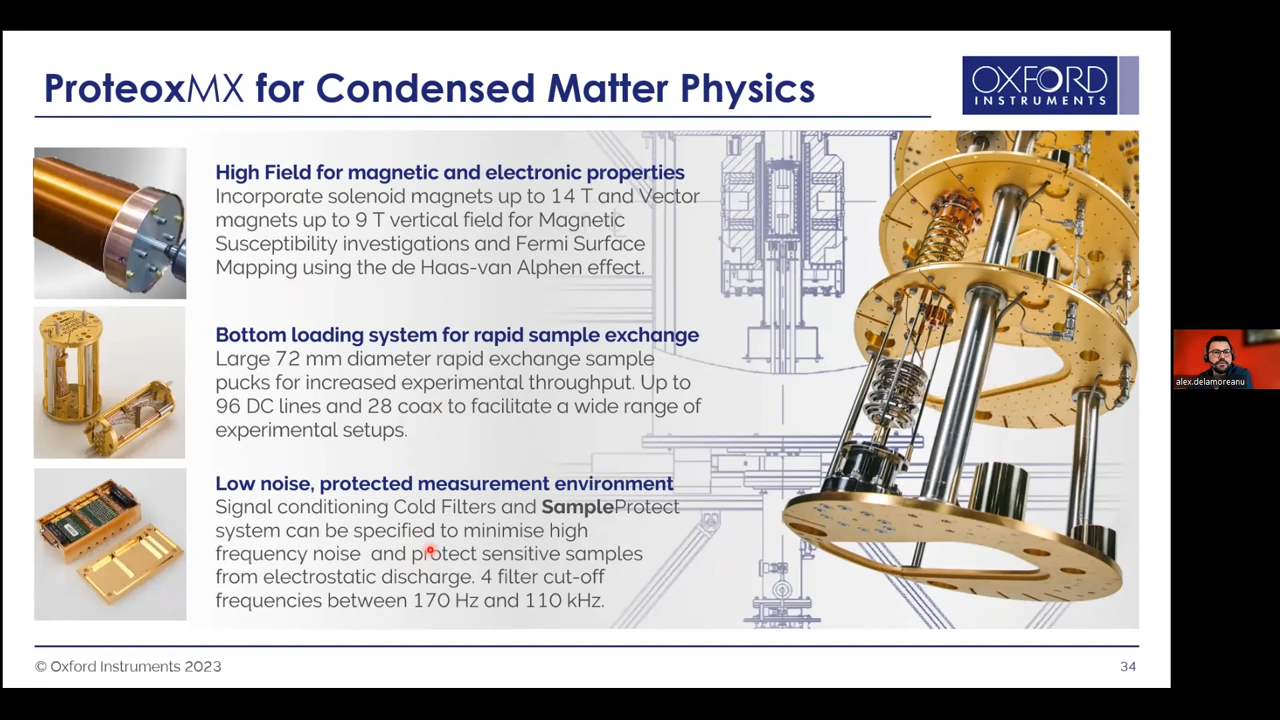 ProteoxMX for Condensed Matter Physics
OXFORD
INSTRUMENTS
High Field for magnetic and electronic properties
Incorporate solenoid magnets up to 14 T and Vector
magnets up to 9 T vertical field for Magnetic
Susceptibility investigations and Fermi Surface
Mapping using the de Haas-van Alphen effect.
Bottom loading system for rapid sample exchange
Large 72 mm diameter rapid exchange sample
pucks for increased experimental throughput. Up to
96 DC lines and 28 coax to facilitate a wide range of
experimental setups.
Low noise, protected measurement environment
Signal conditioning Cold Filters and SampleProtect
system can be specified to minimise high
frequency noise  and protect sensitive samples
from electrostatic discharge. 4 filter cut-off
frequencies between 170 Hz and 110 kHz.
alex.delamoreanu
© Oxford Instruments 2023
34